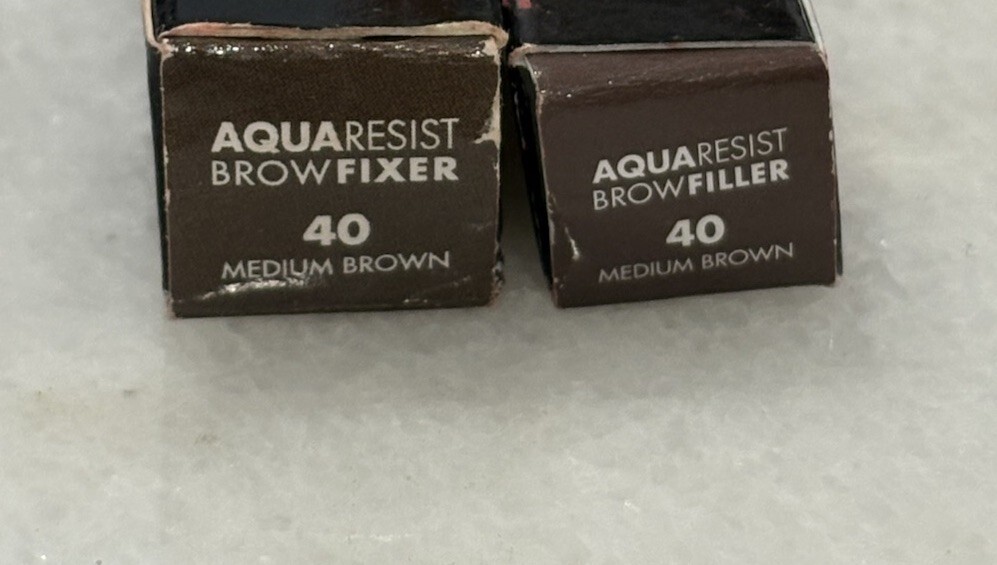 AQUARESIST
BROWFIXER
40
MEDIUM BROWN
AQUARESIST
BROWFILLER
40
MEDIUM BROWN